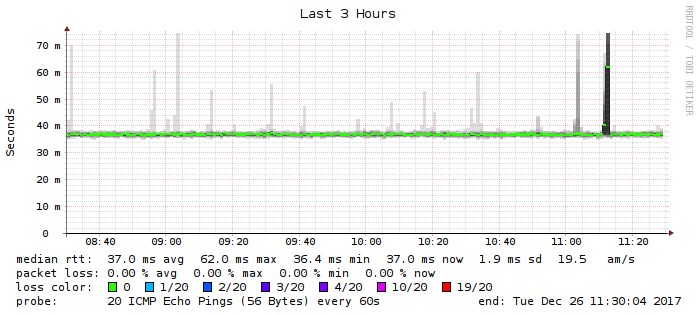 Last 3 Hours
RRDTOOL / TOBI OETIKER
Seconds
70 m
60 m
50 m
40 m
30 m
20 m
10 m
0
08:40 09:00 09:20 09:40 10:00 10:20 10:40 11:00 11:20
median rtt: 37.0 ms avg 62.0 ms max 36.4 ms min 37.0 ms now 1.9 ms sd 19.5 am/s
packet loss: 0.00 % avg 0.00 % max 0.00 % min 0.00 % now
loss color: 0 1/20 2/20 3/20 4/20 10/20 19/20
probe: 20 ICMP Echo Pings (56 Bytes) every 60s end: Tue Dec 26 11:30:04 2017